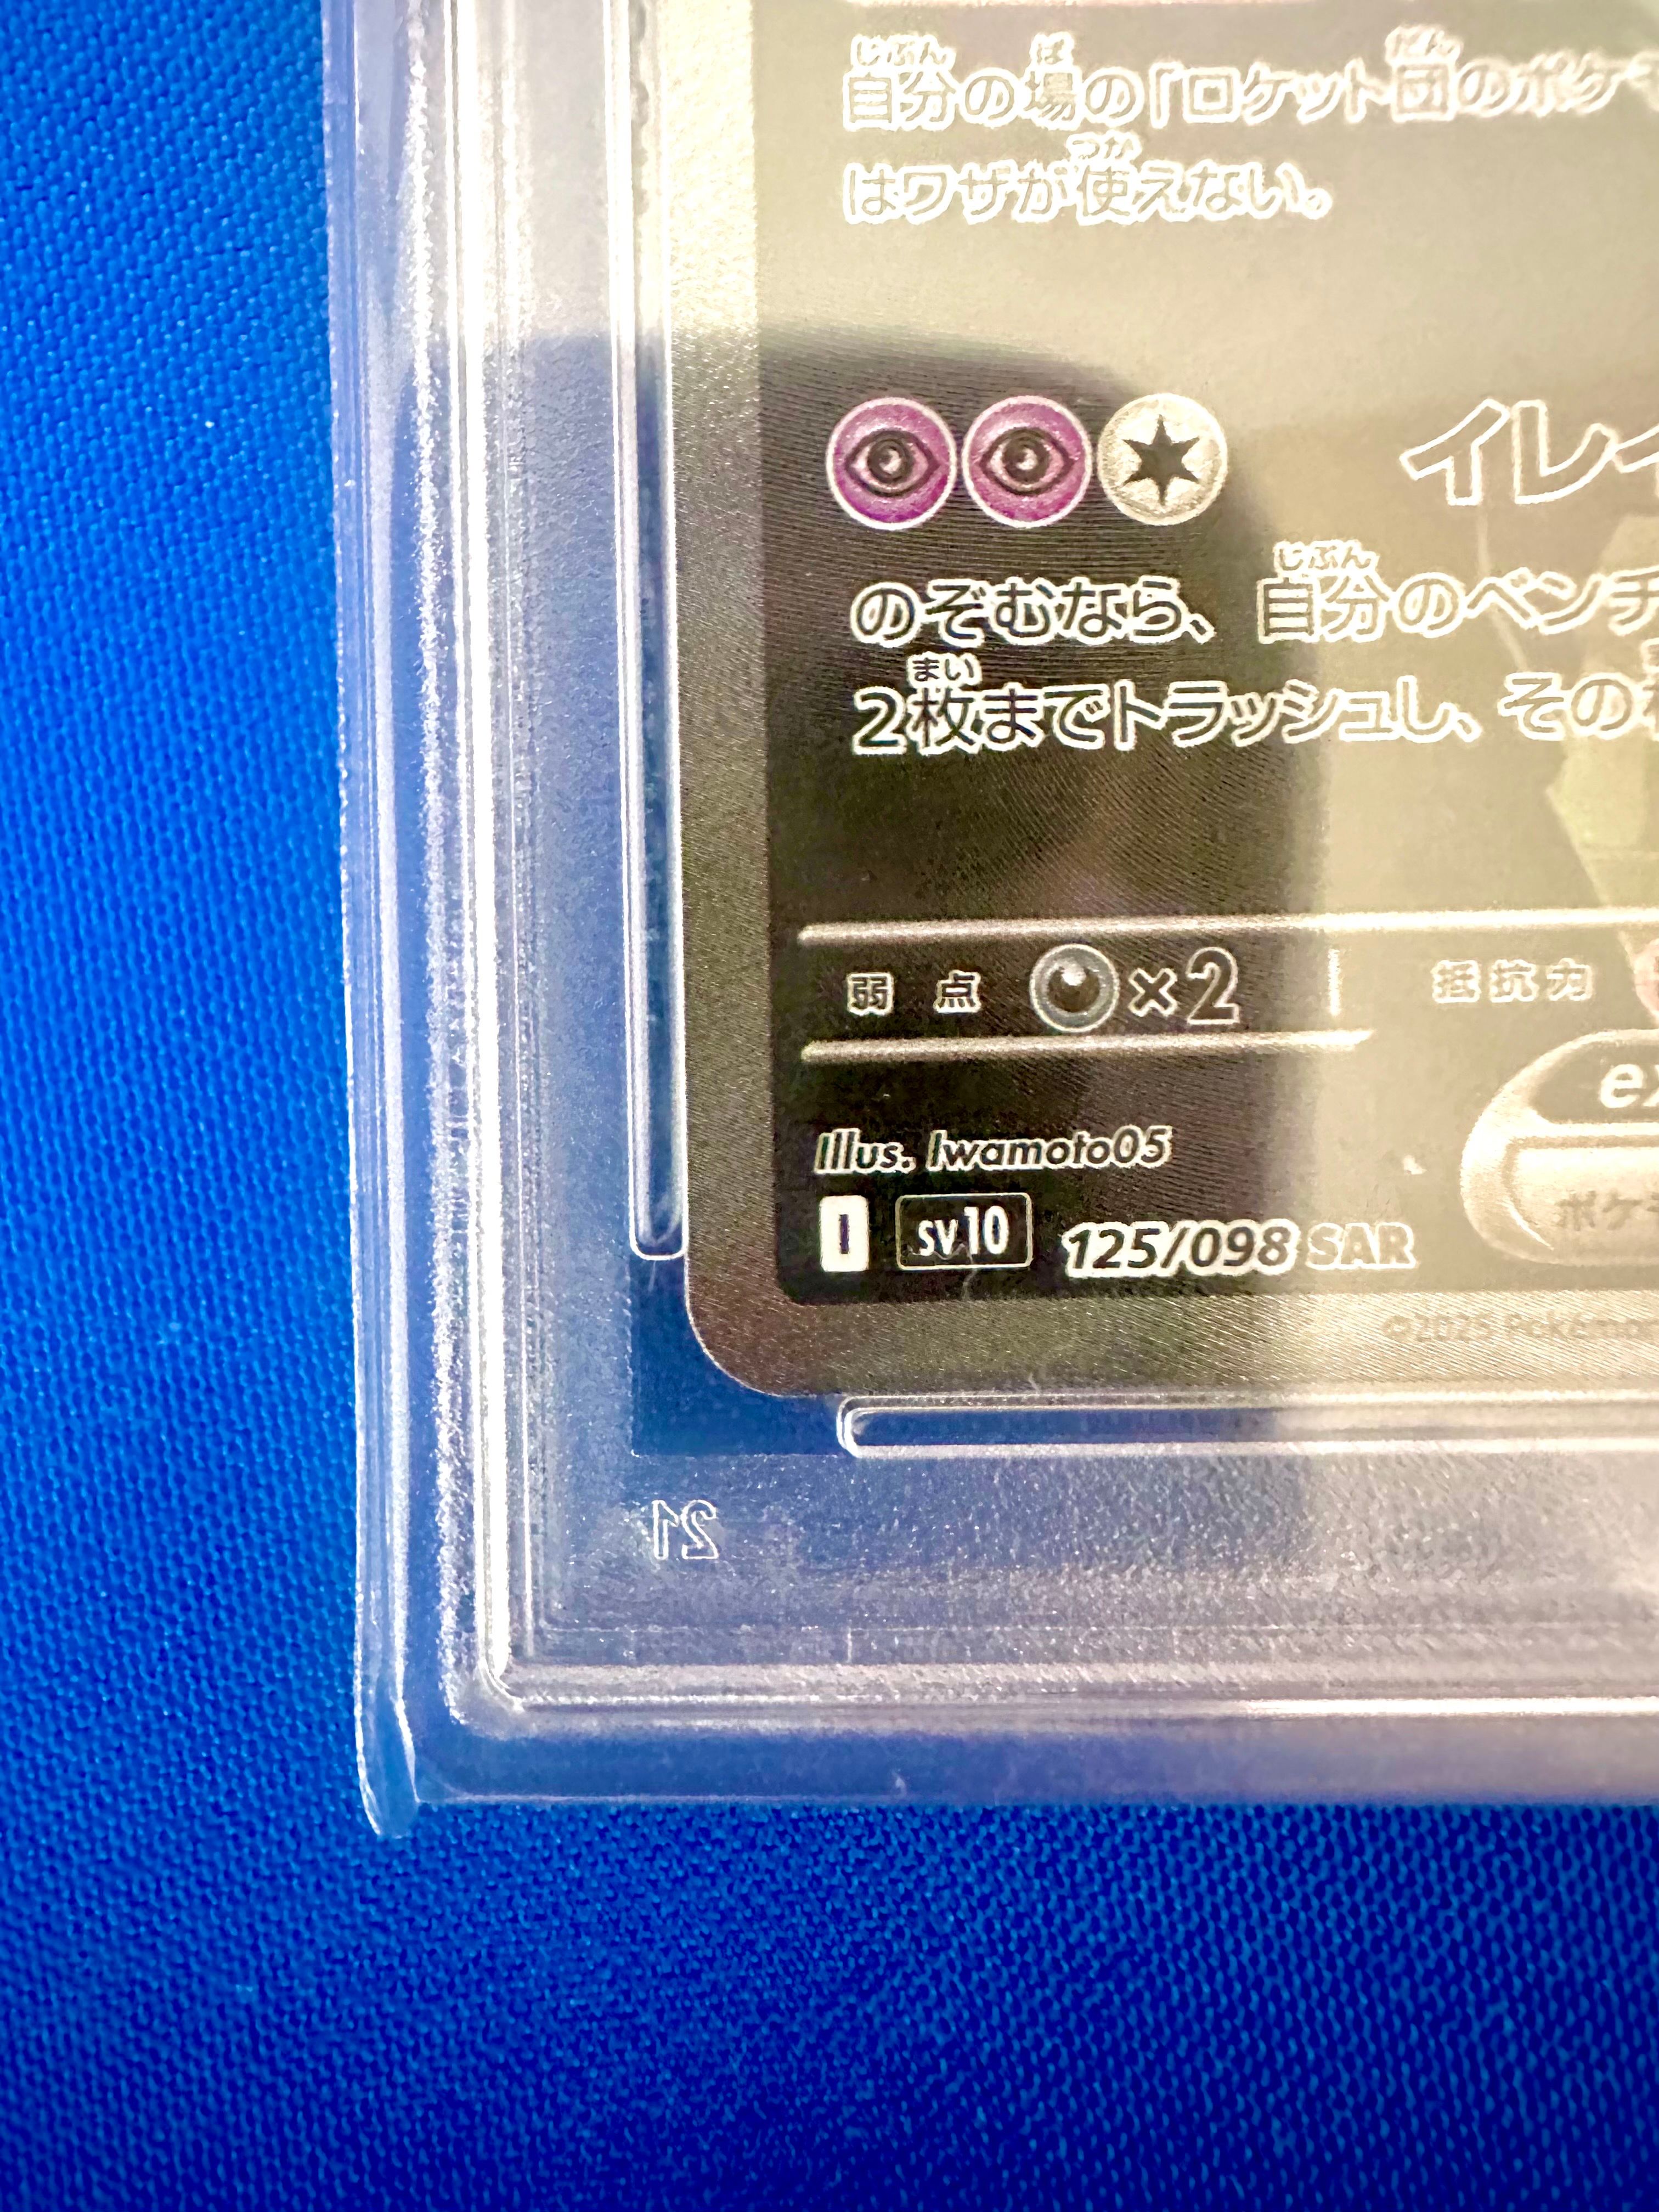 自分の場の「ロケット団のポケ
はワザが使えない。
イレイ
のぞむなら、自分のベンチ
2枚までトラッシュし、その
弱点 ×2 抵抗力
ex
Illus. Iwamoto05
I sv10 125/098 SAR
ポケ
©2025 Pokémo
21